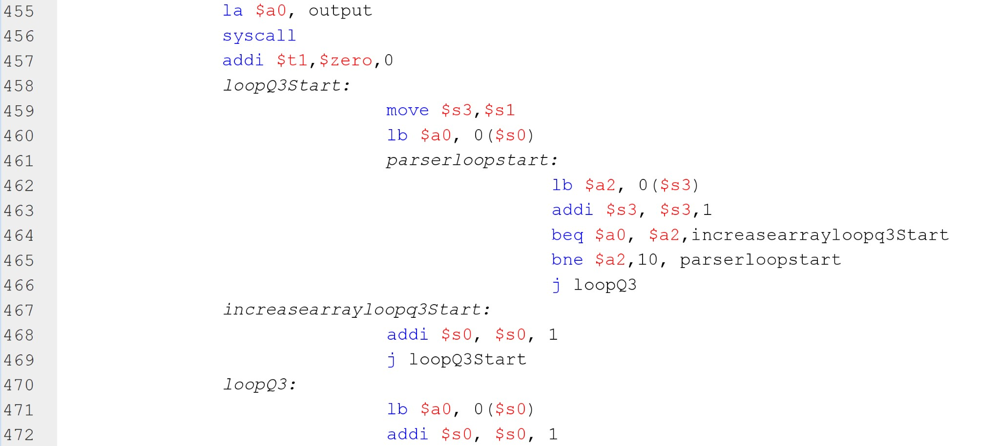 455 la $a0, output
456 syscall
457 addi $t1,$zero,0
458 loopQ3Start:
459 move $s3,$s1
460 lb $a0, 0($s0)
461 parserloopstart:
462 lb $a2, 0($s3)
463 addi $s3, $s3,1
464 beq $a0, $a2,increasearrayloopq3Start
465 bne $a2,10, parserloopstart
466 j loopQ3
467 increasearrayloopq3Start:
468 addi $s0, $s0, 1
469 j loopQ3Start
470 loopQ3:
471 lb $a0, 0($s0)
472 addi $s0, $s0, 1